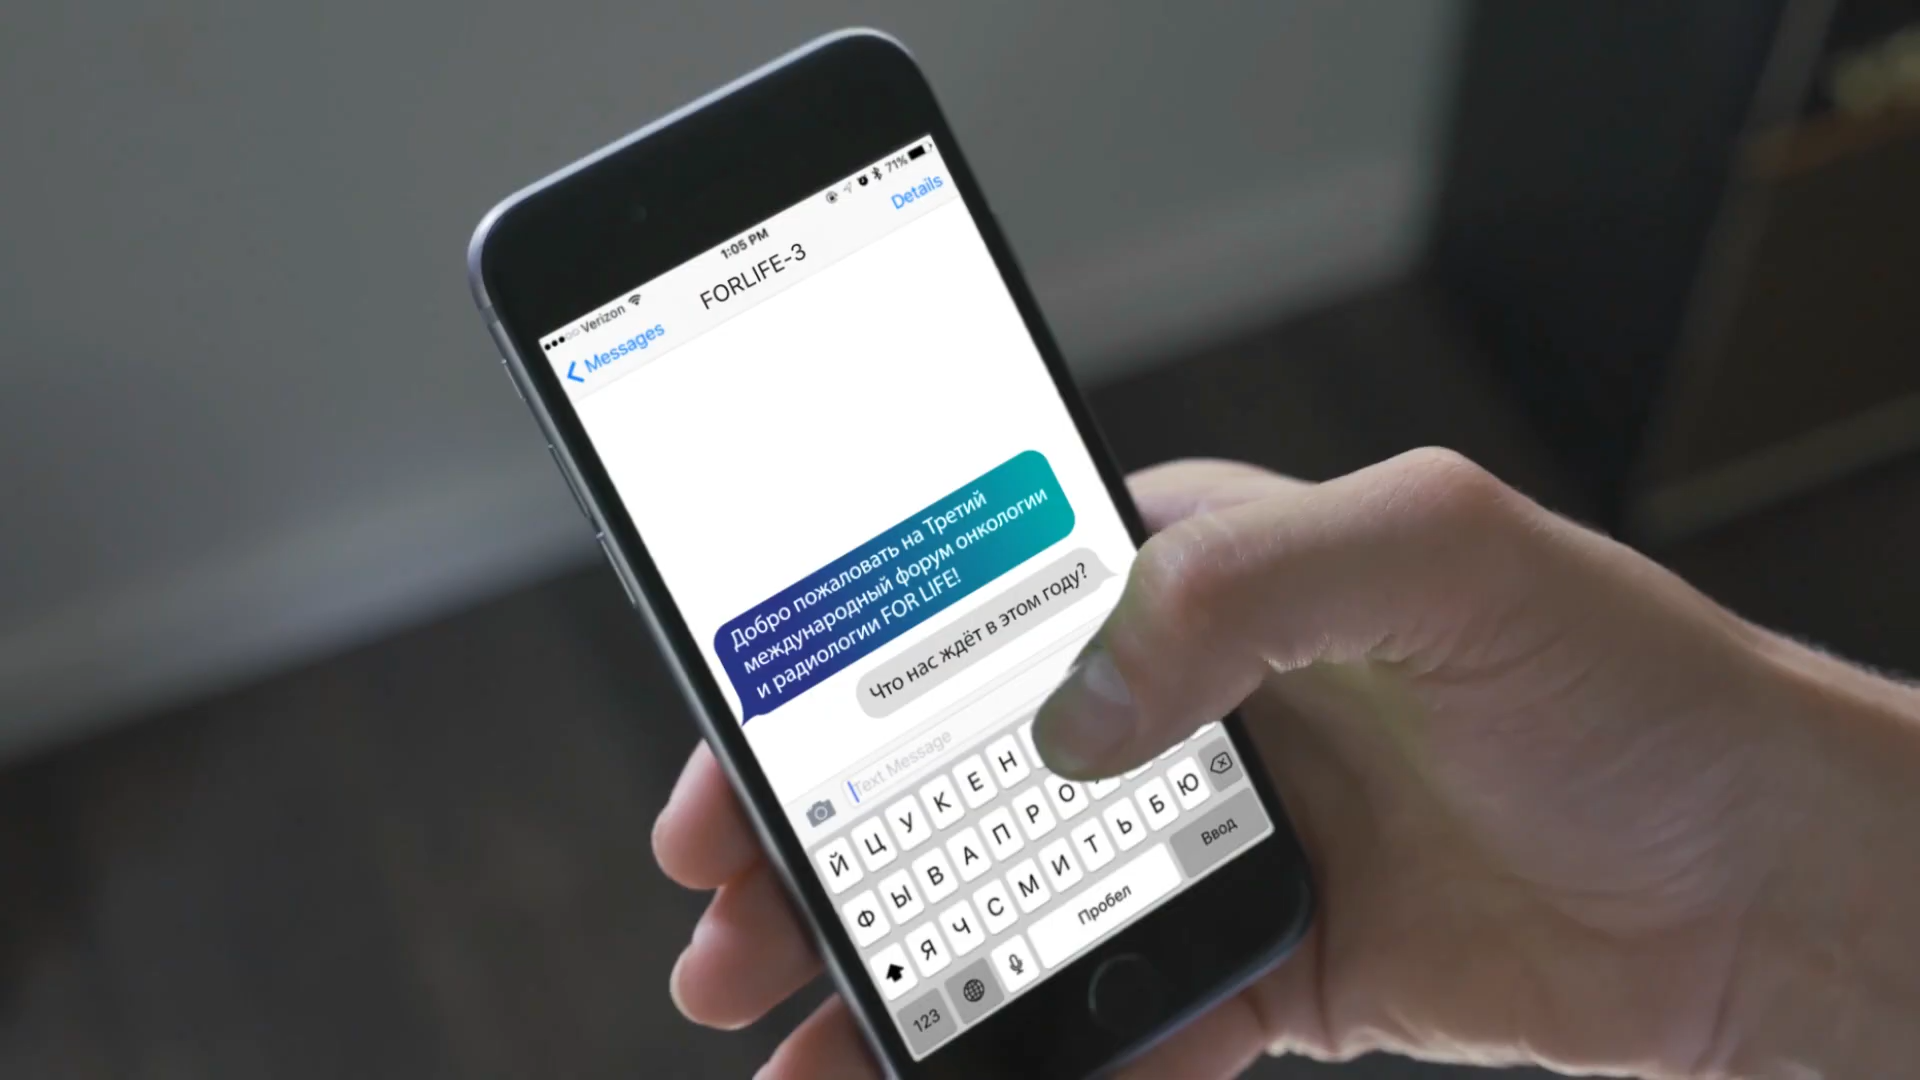 Verizon
1:05 PM
71%
Messages
FORLIFE-3
Details
Добро пожаловать на Третий
международный форум онкологии
и радиологии FOR LIFE!
Что нас ждёт в этом году?
Text Message
Й Ц У К Е Н
Ф Ы В А П Р О
Я Ч С М И Т Ь Б Ю
123
Пробел
Ввод